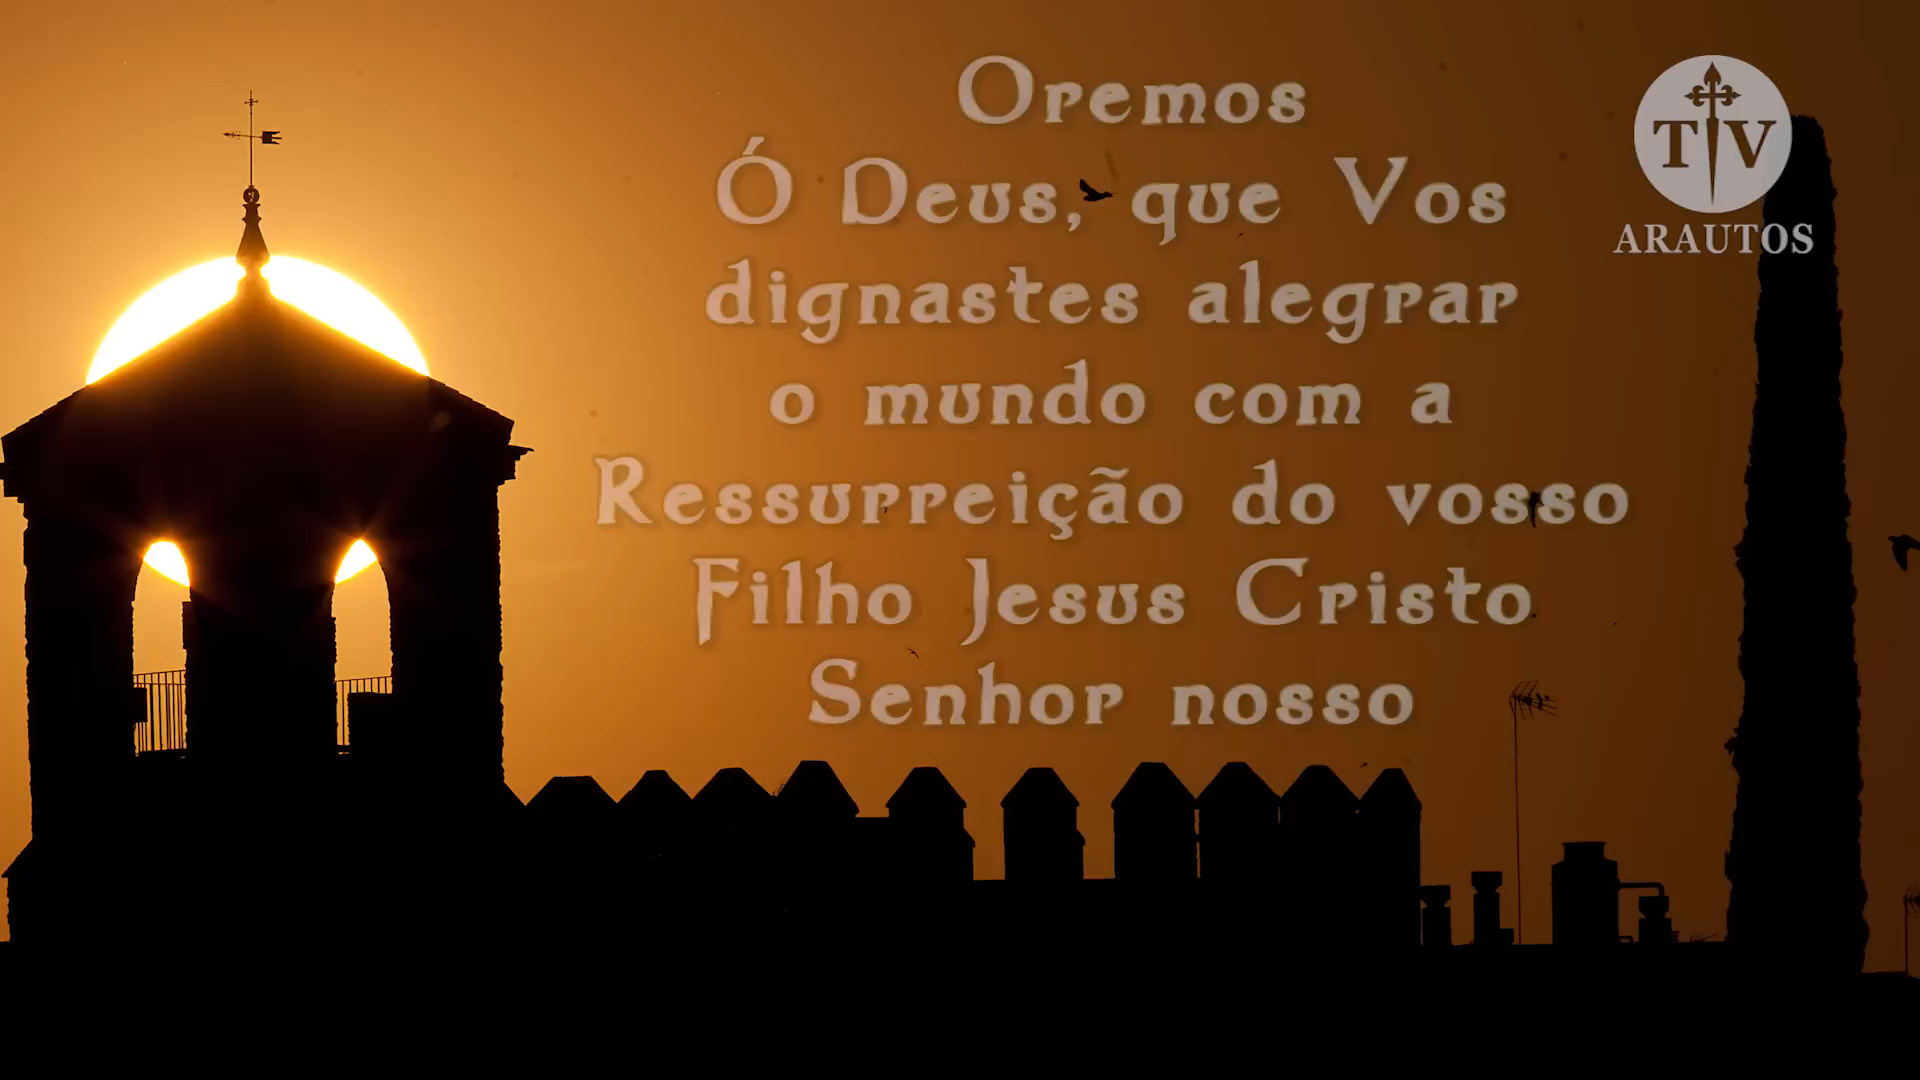 Oremos
Ó Deus, que Vos
dignastes alegrar
o mundo com a
Ressurreição do vosso
Filho Jesus Cristo
Senhor nosso
TV
ARAUTOS